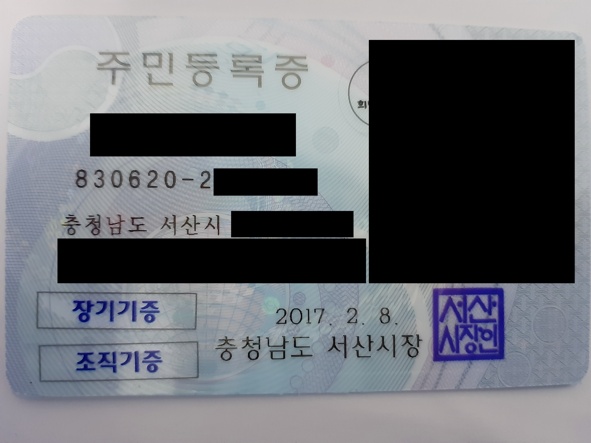 주민등록증
830620-2
충청남도 서산시
장기기증
조직기증
2017. 2. 8.
충청남도 서산시장
서산
시장인